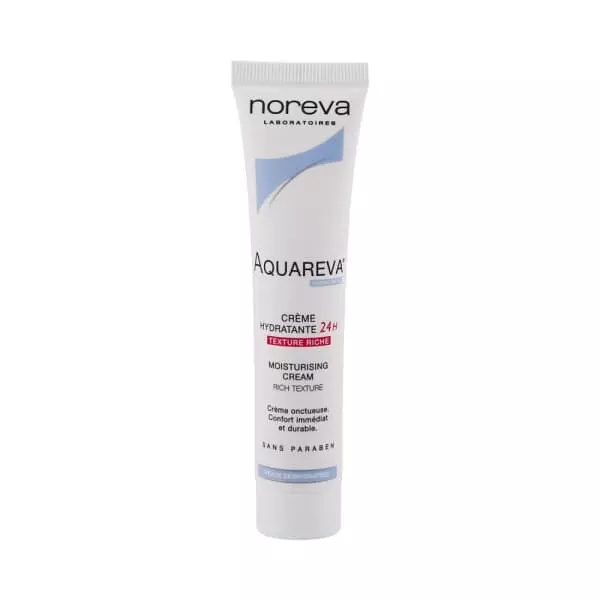 noreva
LABORATOIRES
AQUAREVA
CRÈME
HYDRATANTE 24H
TEXTURE RICHE
MOISTURISING
CREAM
RICH TEXTURE
Crème onctueuse.
Confort immédiat
et durable.
SANS PARABEN